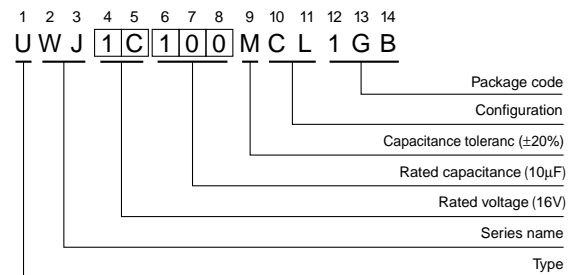 1 2 3 4 5 6 7 8 9 10 11 12 13 14
U W J 1 C 1 0 0 M C L 1 G B
Package code
Configuration
Capacitance toleranc (±20%)
Rated capacitance (10µF)
Rated voltage (16V)
Series name
Type